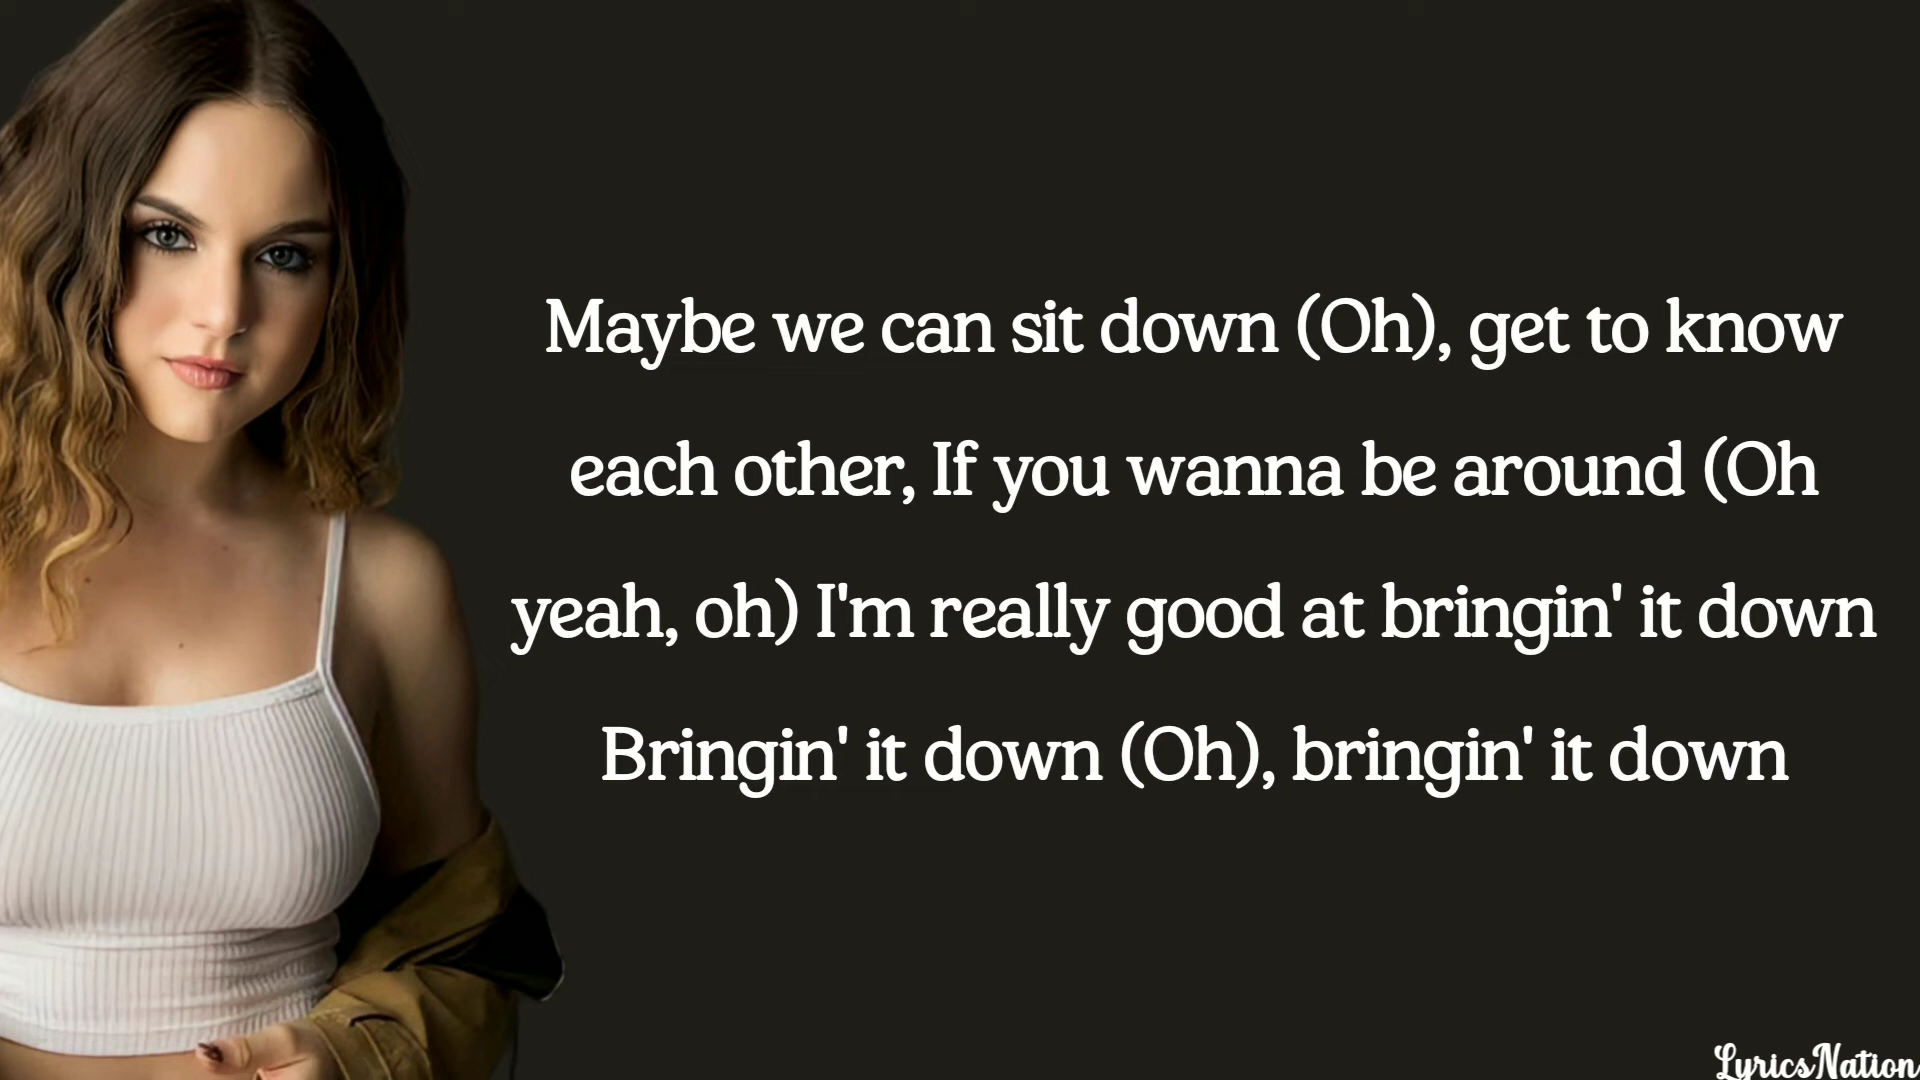 Maybe we can sit down (Oh), get to know
each other, If you wanna be around (Oh
yeah, oh) I'm really good at bringin' it down
Bringin' it down (Oh), bringin' it down
LyricsNation